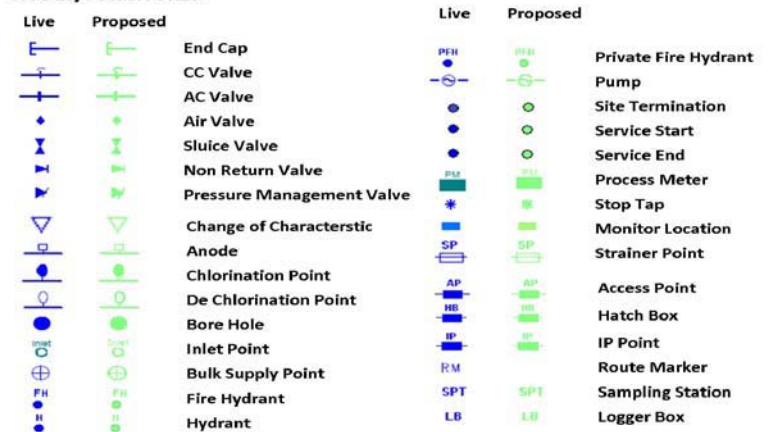 Live Proposed
End Cap
CC Valve
AC Valve
Air Valve
Sluice Valve
Non Return Valve
Pressure Management Valve
Change of Characterstic
Anode
Chlorination Point
De Chlorination Point
Bore Hole
Inlet Inlet Inlet Point
Bulk Supply Point
FH FH Fire Hydrant
H H Hydrant
Live Proposed
PFH PFH Private Fire Hydrant
Pump
Site Termination
Service Start
Service End
PM PM Process Meter
Stop Tap
Monitor Location
SP SP Strainer Point
AP AP Access Point
HB HB Hatch Box
IP IP IP Point
RM Route Marker
SPT SPT Sampling Station
LB LB Logger Box